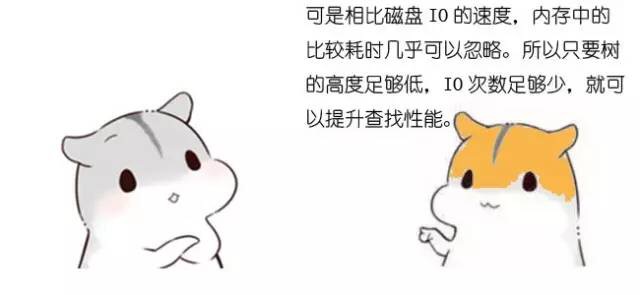 可是相比磁盘 IO 的速度，内存中的
比较耗时几乎可以忽略。所以只要树
的高度足够低，IO 次数足够少，就可
以提升查找性能。